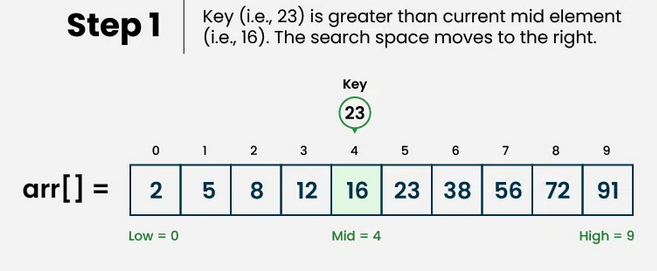 Step 1
Key (i.e., 23) is greater than current mid element
(i.e., 16). The search space moves to the right.
Key
23
0 1 2 3 4 5 6 7 8 9
arr[] = 2 5 8 12 16 23 38 56 72 91
Low = 0 Mid = 4 High = 9